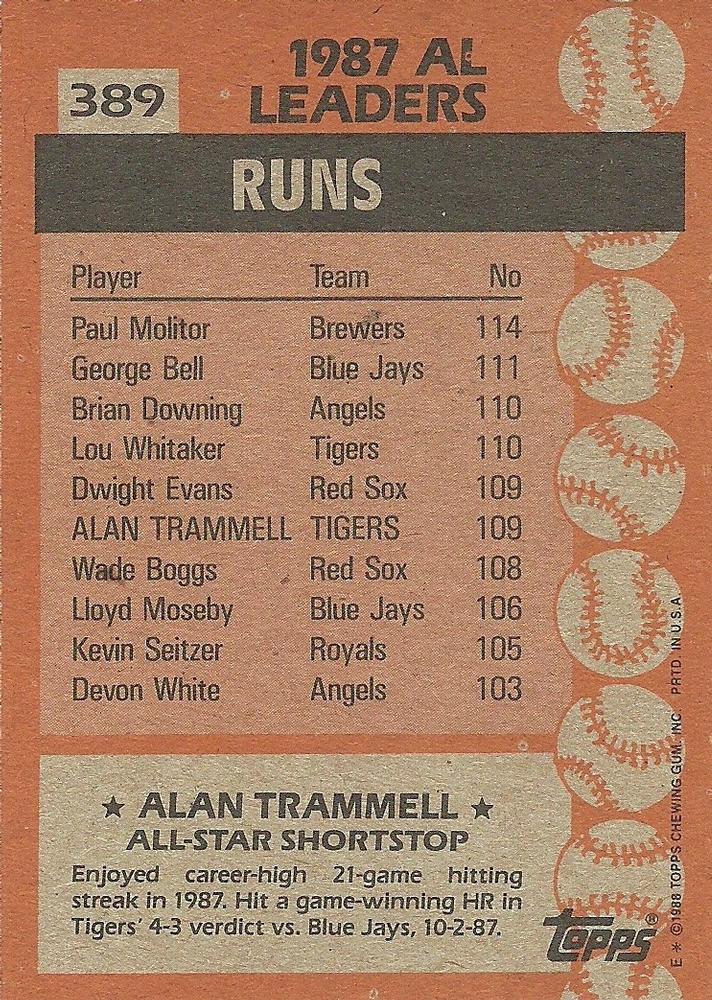 389
1987 AL
LEADERS
RUNS
Player Team No
Paul Molitor Brewers 114
George Bell Blue Jays 111
Brian Downing Angels 110
Lou Whitaker Tigers 110
Dwight Evans Red Sox 109
ALAN TRAMMELL TIGERS 109
Wade Boggs Red Sox 108
Lloyd Moseby Blue Jays 106
Kevin Seitzer Royals 105
Devon White Angels 103
★ ALAN TRAMMELL ★
ALL-STAR SHORTSTOP
Enjoyed career-high 21-game hitting
streak in 1987. Hit a game-winning HR in
Tigers' 4-3 verdict vs. Blue Jays, 10-2-87.
topps®
E * ©1988 TOPPS CHEWING GUM, INC. PRTD. IN U.S.A.